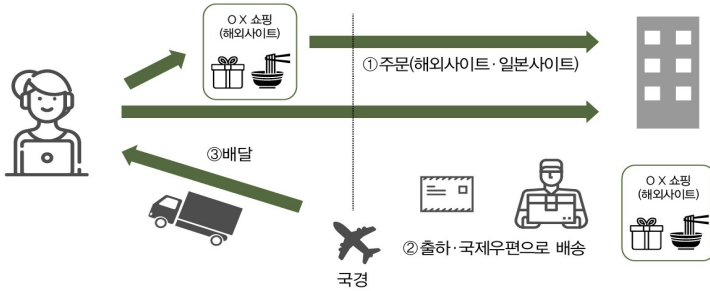 O X 쇼핑
(해외사이트)
①주문(해외사이트·일본사이트)
③배달
O X 쇼핑
(해외사이트)
②출하·국제우편으로 배송
국경